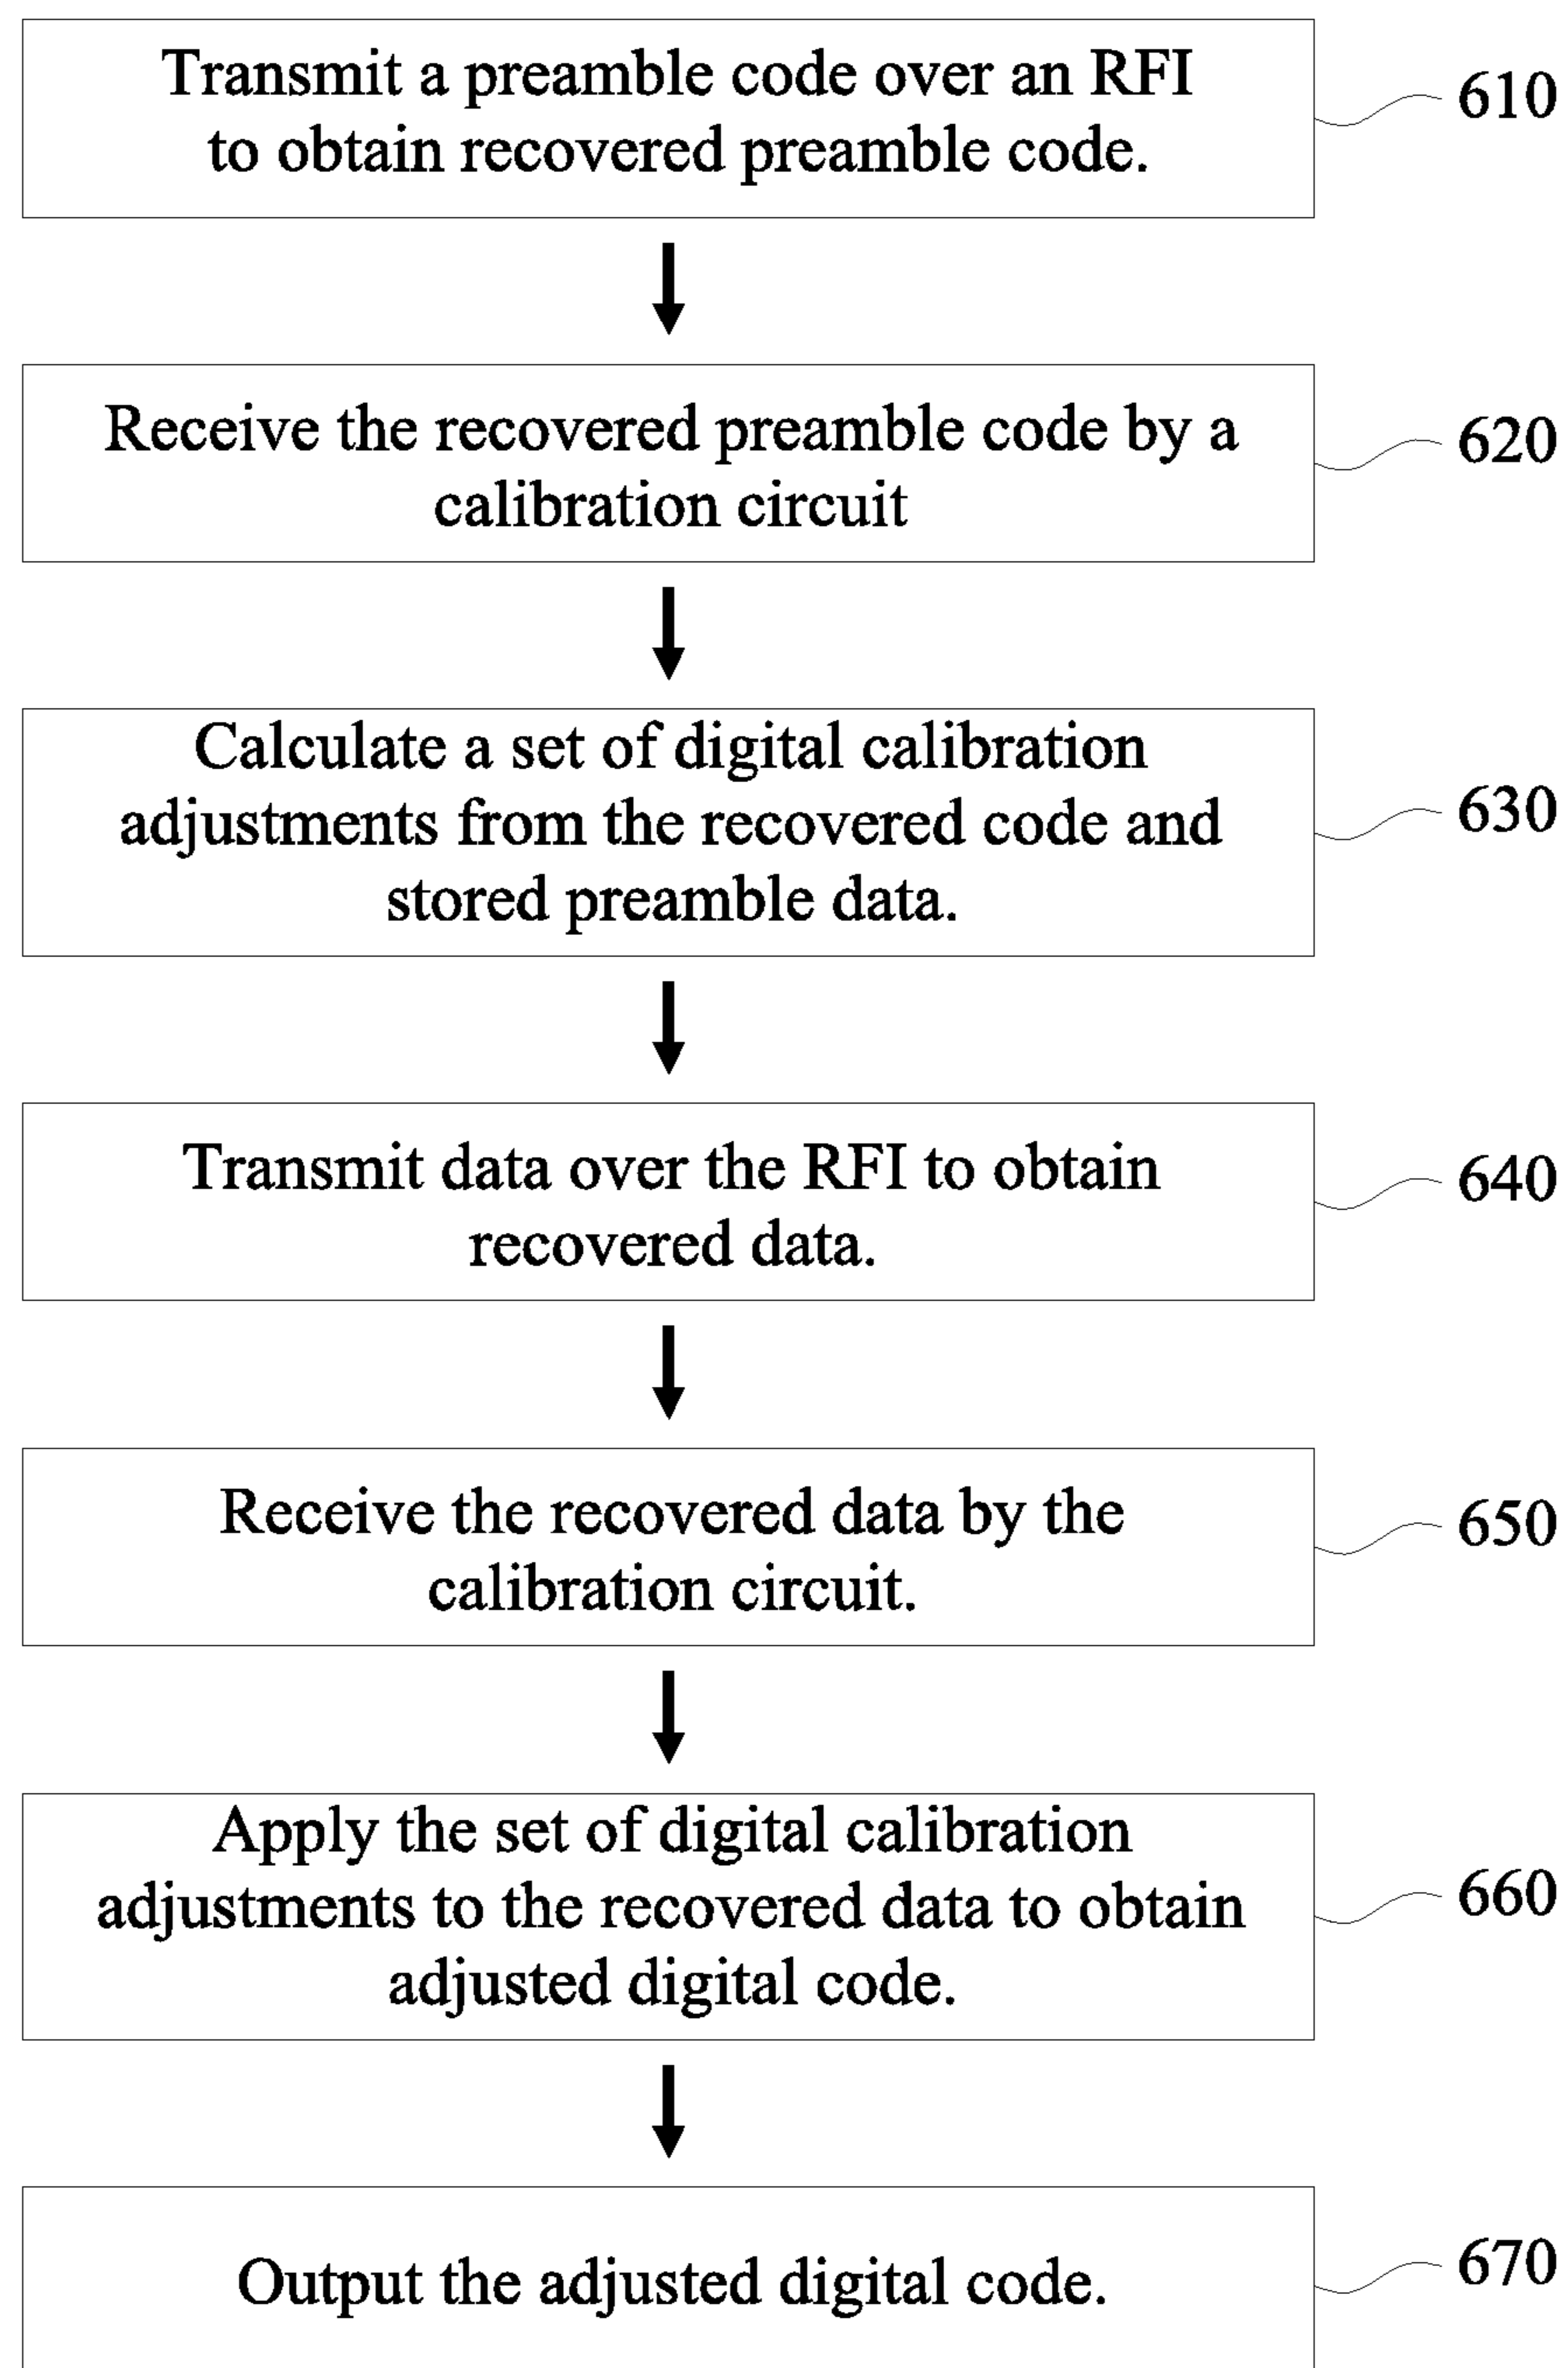 Transmit a preamble code over an RFI
to obtain recovered preamble code.
610
Receive the recovered preamble code by a
calibration circuit
620
Calculate a set of digital calibration
adjustments from the recovered code and
stored preamble data.
630
Transmit data over the RFI to obtain
recovered data.
640
Receive the recovered data by the
calibration circuit.
650
Apply the set of digital calibration
adjustments to the recovered data to obtain
adjusted digital code.
660
Output the adjusted digital code.
670